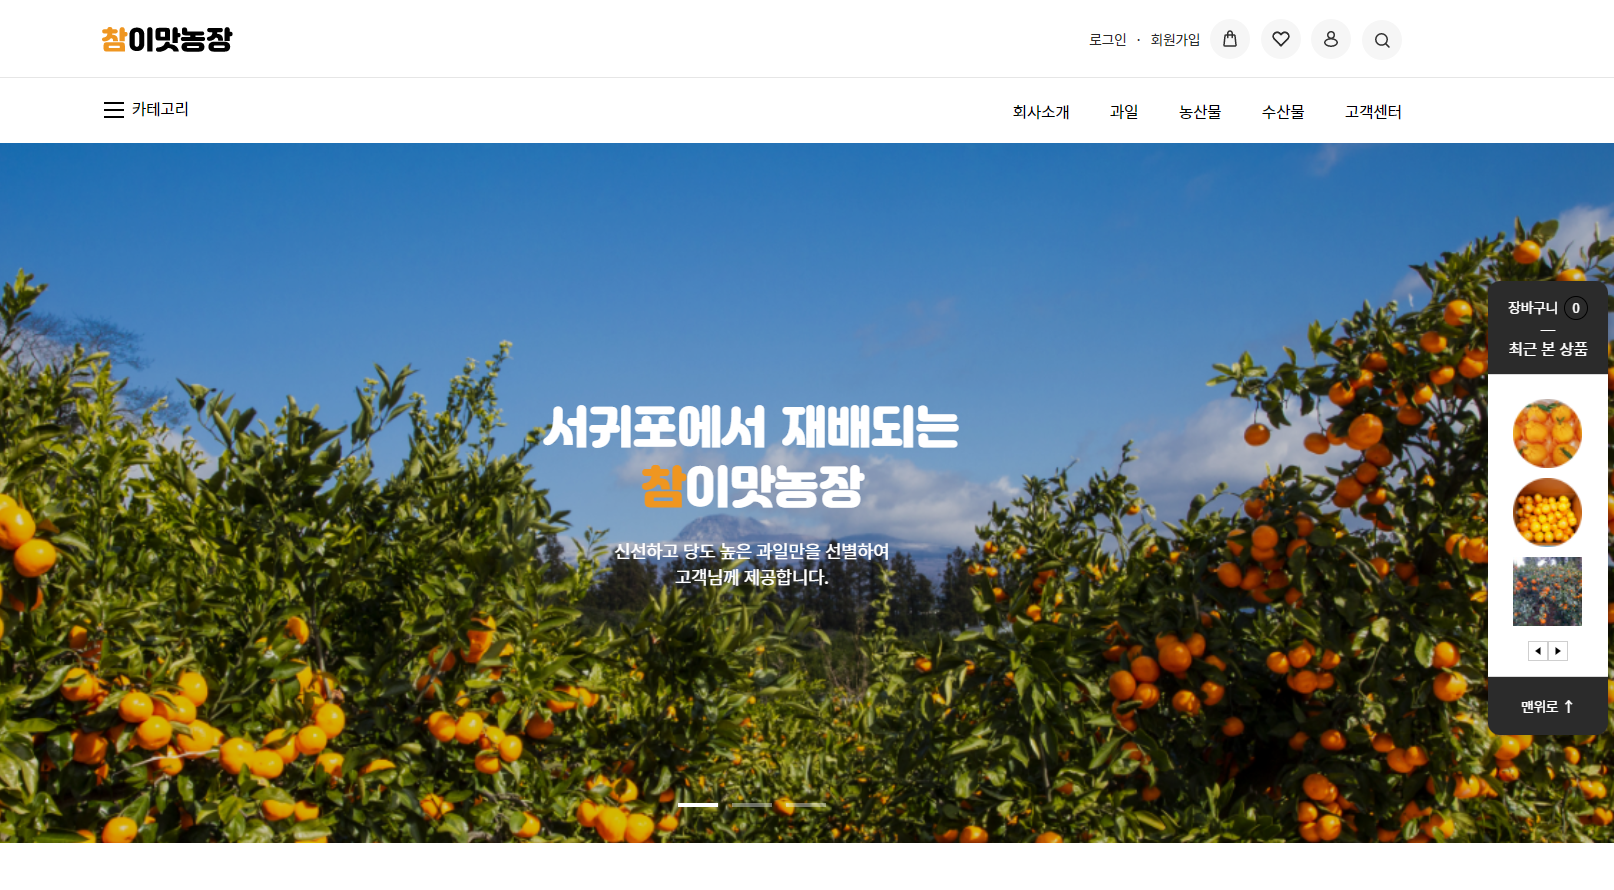 참이맛농장
로그인 · 회원가입
카테고리
회사소개 과일 농산물 수산물 고객센터
서귀포에서 재배되는
참이맛농장
신선하고 당도 높은 과일만을 선별하여
고객님께 제공합니다.
장바구니 0
최근 본 상품
맨위로 ↑